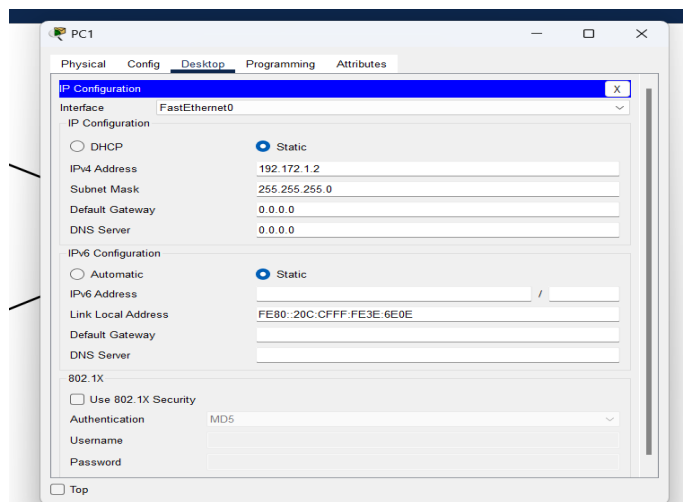 PC1
Physical Config Desktop Programming Attributes
IP Configuration X
Interface FastEthernet0
IP Configuration
DHCP Static
IPv4 Address 192.172.1.2
Subnet Mask 255.255.255.0
Default Gateway 0.0.0.0
DNS Server 0.0.0.0
IPv6 Configuration
Automatic Static
IPv6 Address /
Link Local Address FE80::20C:CFFF:FE3E:6E0E
Default Gateway
DNS Server
802.1X
Use 802.1X Security
Authentication MD5
Username
Password
Top